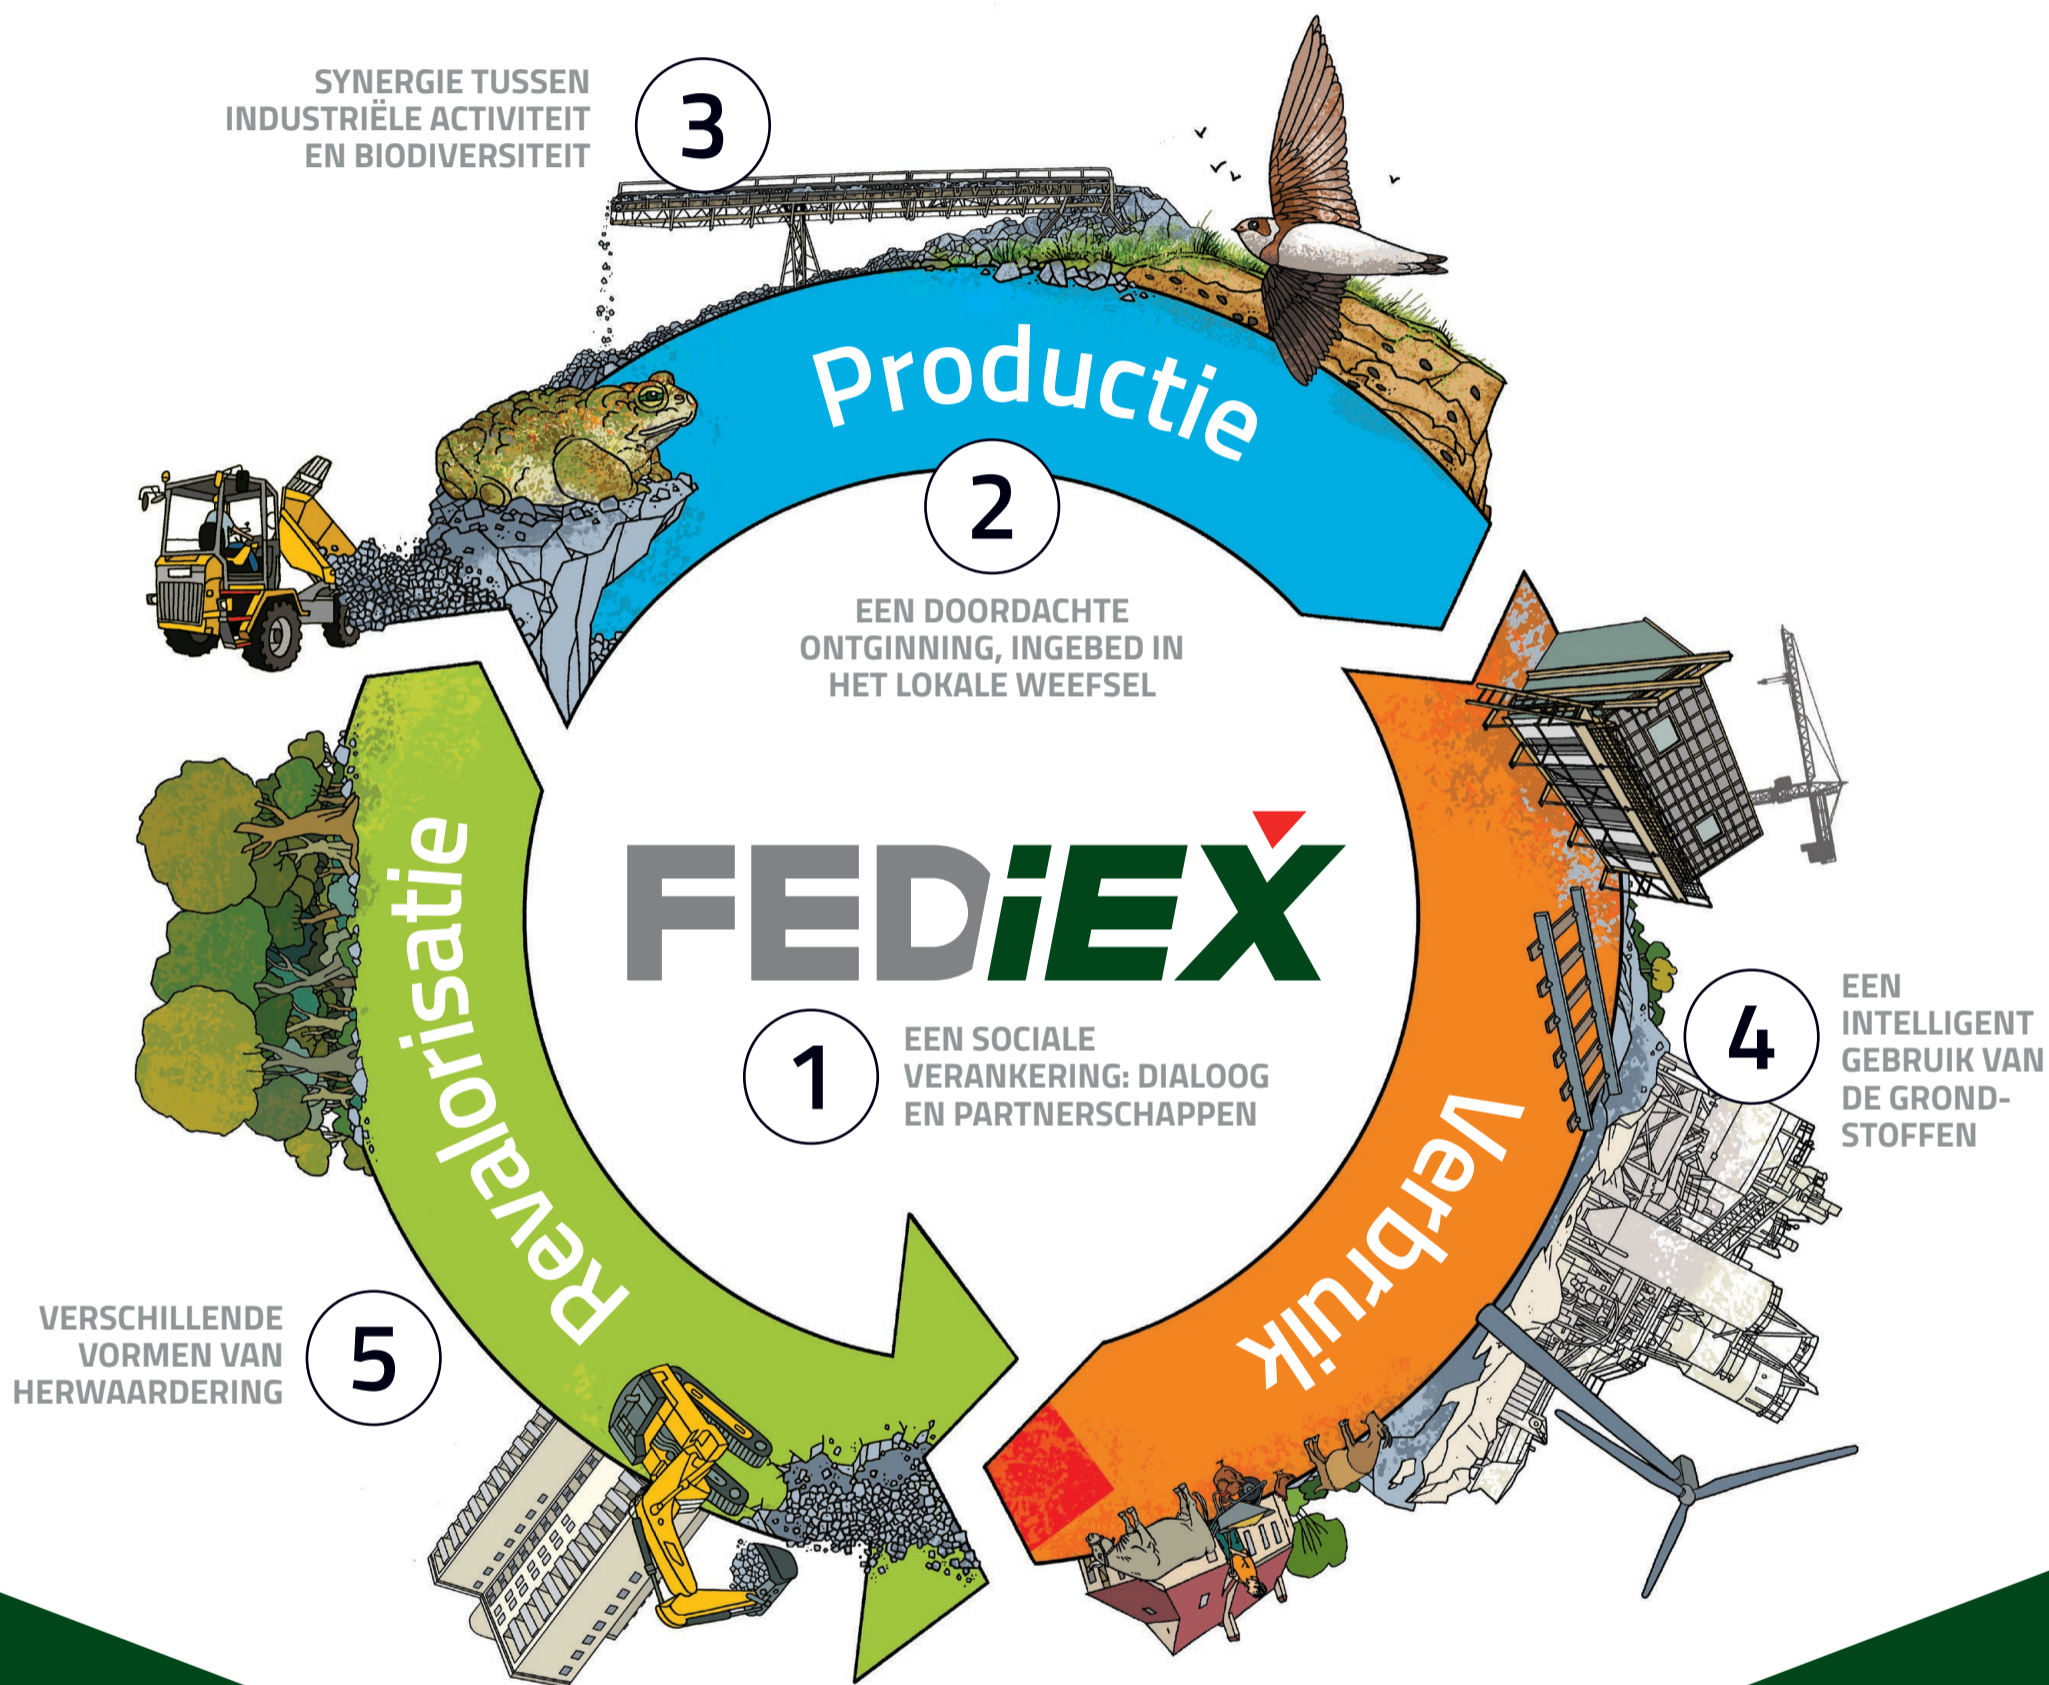 SYNERGIE TUSSEN
INDUSTRIËLE ACTIVITEIT
EN BIODIVERSITEIT
3
Productie
2
EEN DOORDACHTE
ONTGINNING, INGEBED IN
HET LOKALE WEEFSEL
FEDiEX
1
EEN SOCIALE
VERANKERING: DIALOOG
EN PARTNERSCHAPPEN
4
EEN
INTELLIGENT
GEBRUIK VAN
DE GROND-
STOFFEN
Verbruik
Revalorisatie
VERSCHILLENDE
VORMEN VAN
HERWAARDERING
5